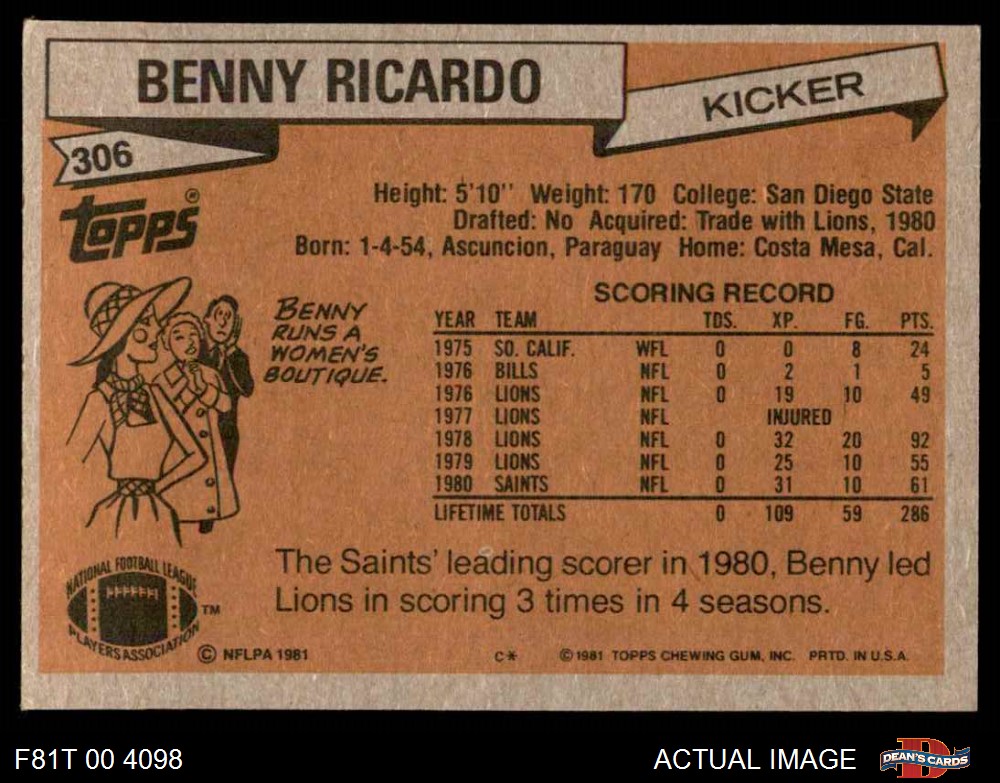 BENNY RICARDO
KICKER
306
TOPPS®
Height: 5'10'' Weight: 170 College: San Diego State
Drafted: No Acquired: Trade with Lions, 1980
Born: 1-4-54, Ascuncion, Paraguay Home: Costa Mesa, Cal.
BENNY
RUNS A
WOMEN'S
BOUTIQUE.
SCORING RECORD
YEAR TEAM TDS. XP. FG. PTS.
1975 SO. CALIF. WFL 0 0 8 24
1976 BILLS NFL 0 2 1 5
1976 LIONS NFL 0 19 10 49
1977 LIONS NFL INJURED
1978 LIONS NFL 0 32 20 92
1979 LIONS NFL 0 25 10 55
1980 SAINTS NFL 0 31 10 61
LIFETIME TOTALS 0 109 59 286
The Saints' leading scorer in 1980, Benny led
Lions in scoring 3 times in 4 seasons.
NATIONAL FOOTBALL LEAGUE
PLAYERS ASSOCIATION
TM
© NFLPA 1981 C* ©1981 TOPPS CHEWING GUM, INC. PRTD. IN U.S.A.
F81T 00 4098 ACTUAL IMAGE DEAN'S CARDS